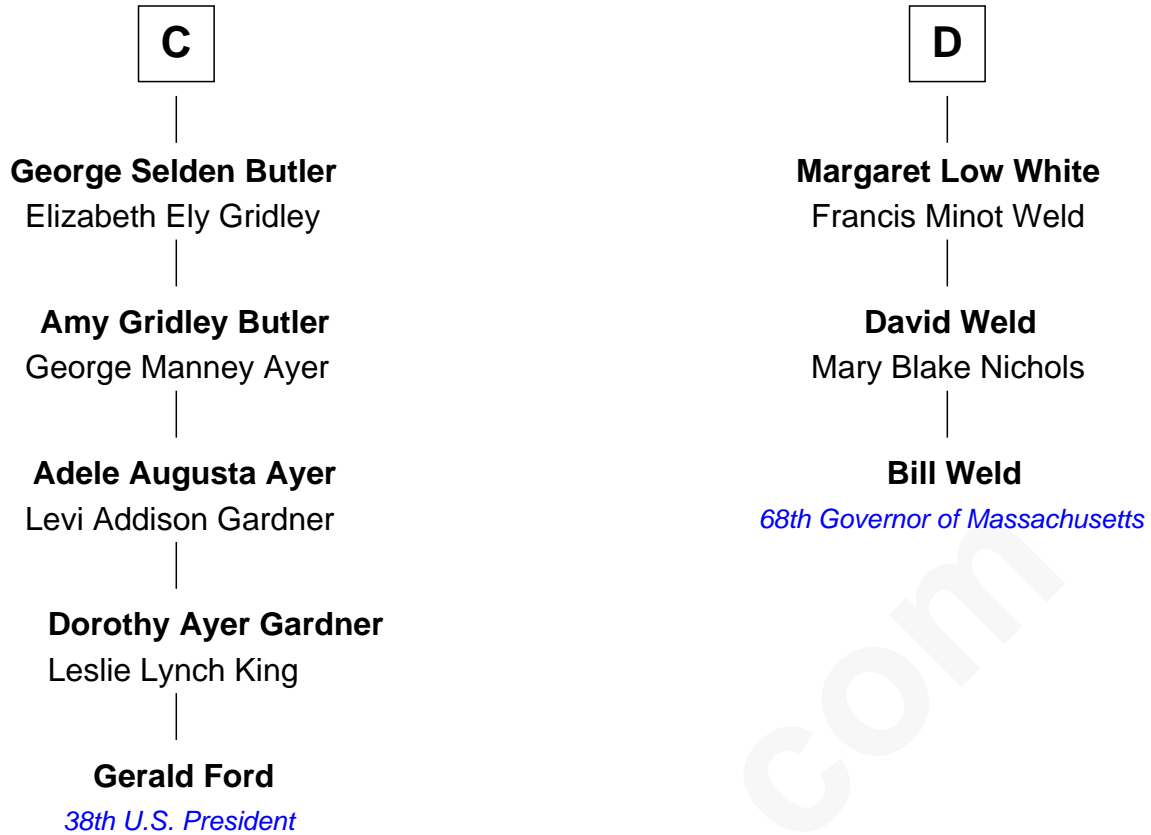 C
George Selden Butler
Elizabeth Ely Gridley
Amy Gridley Butler
George Manney Ayer
Adele Augusta Ayer
Levi Addison Gardner
Dorothy Ayer Gardner
Leslie Lynch King
Gerald Ford
38th U.S. President
D
Margaret Low White
Francis Minot Weld
David Weld
Mary Blake Nichols
Bill Weld
68th Governor of Massachusetts
com